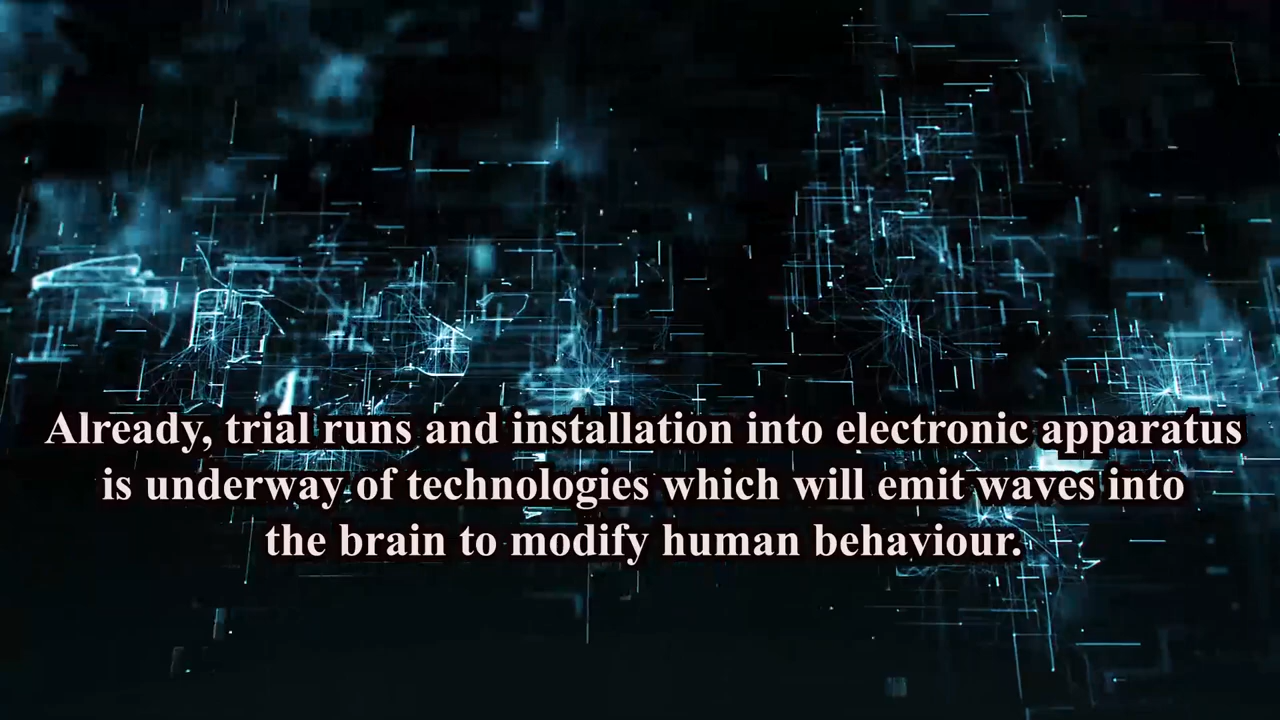 Already, trial runs and installation into electronic apparatus
is underway of technologies which will emit waves into
the brain to modify human behaviour.